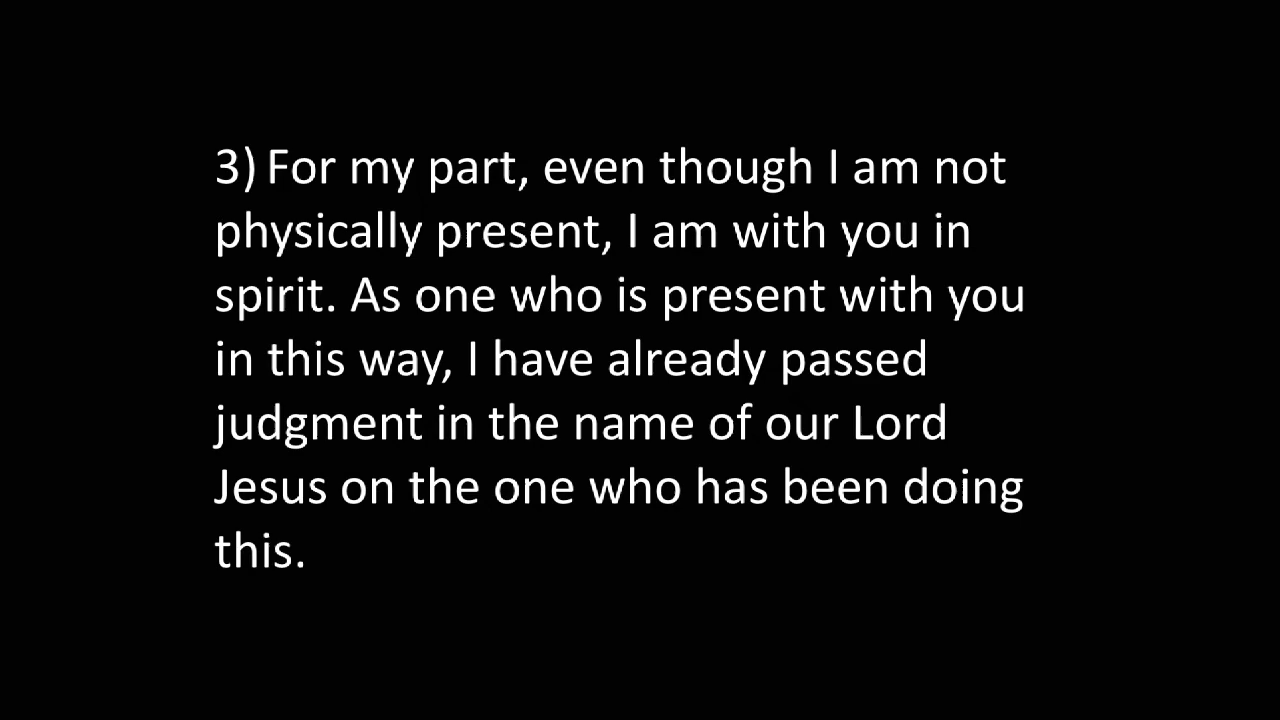 3) For my part, even though I am not
physically present, I am with you in
spirit. As one who is present with you
in this way, I have already passed
judgment in the name of our Lord
Jesus on the one who has been doing
this.